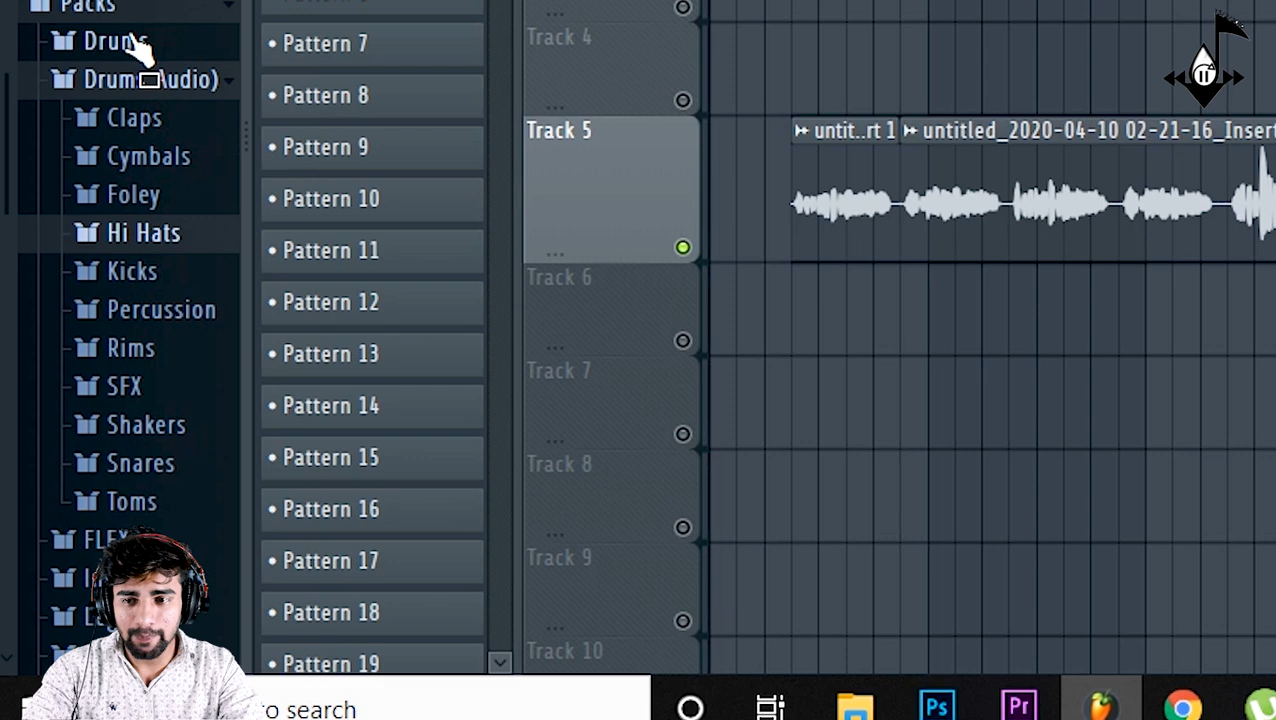 Packs
Drums
Claps
Cymbals
Foley
Hi Hats
Kicks
Percussion
Rims
SFX
Shakers
Snares
Toms
Pattern 7
Pattern 8
Pattern 9
Pattern 10
Pattern 11
Pattern 12
Pattern 13
Pattern 14
Pattern 15
Pattern 16
Pattern 17
Pattern 18
Pattern 19
Track 4
Track 5
Track 6
Track 7
Track 8
Track 9
Track 10
untit..rt 1
untitled_2020-04-10 02-21-16_Insert
to search
Ps
Pr